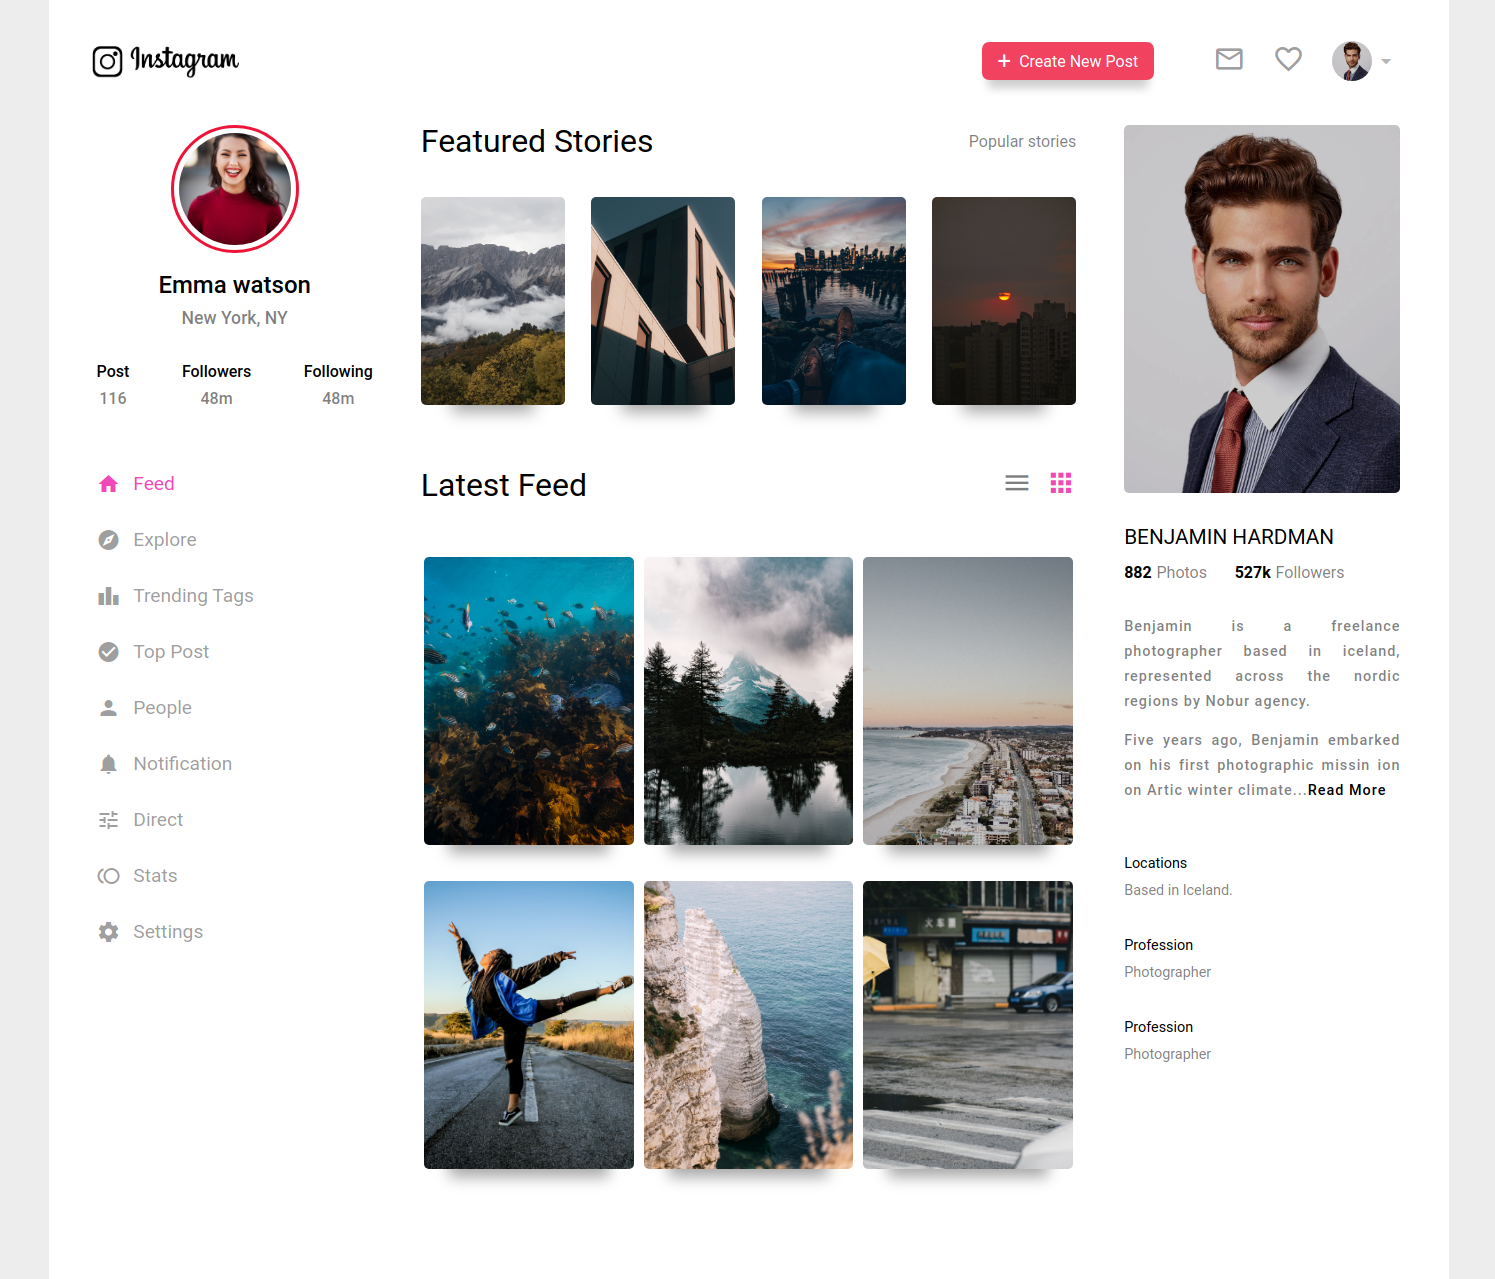 Instagram
+ Create New Post
Emma watson
New York, NY
Post Followers Following
116 48m 48m
Feed
Explore
Trending Tags
Top Post
People
Notification
Direct
Stats
Settings
Featured Stories
Popular stories
Latest Feed
火车圈
BENJAMIN HARDMAN
882 Photos 527k Followers
Benjamin is a freelance
photographer based in iceland,
represented across the nordic
regions by Nobur agency.
Five years ago, Benjamin embarked
on his first photographic missin ion
on Artic winter climate...Read More
Locations
Based in Iceland.
Profession
Photographer
Profession
Photographer